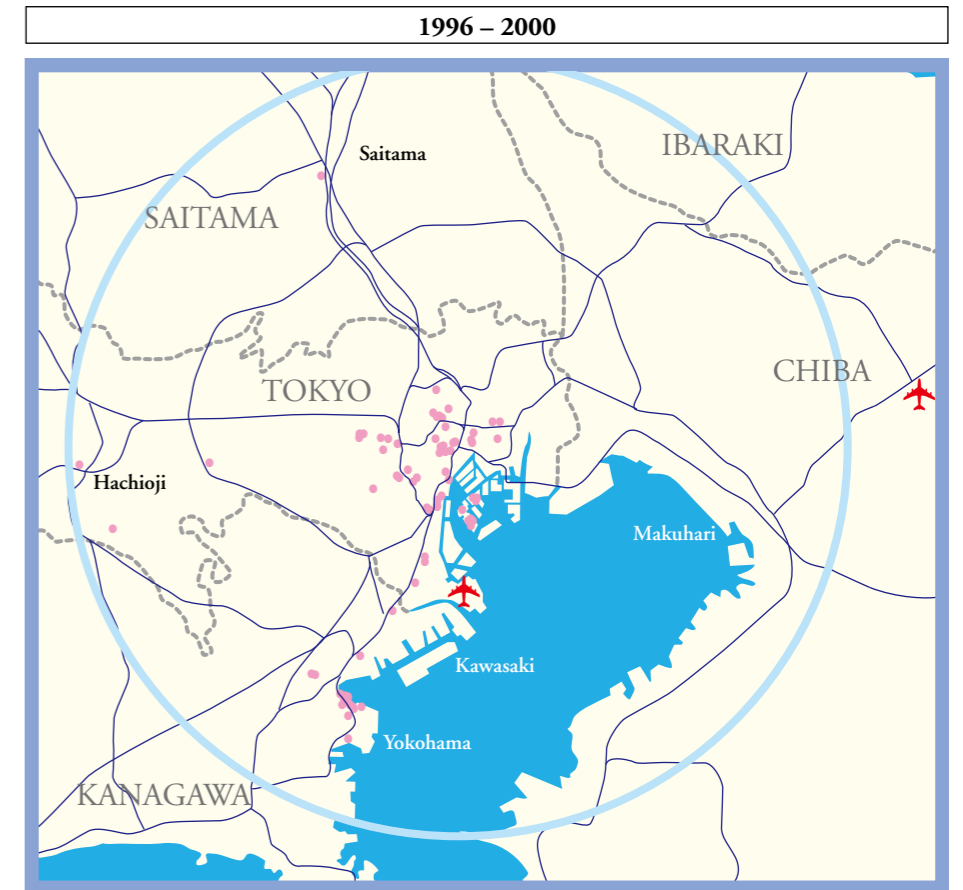 1996 – 2000
Saitama
IBARAKI
SAITAMA
CHIBA
TOKYO
Hachioji
Makuhari
Kawasaki
Yokohama
KANAGAWA